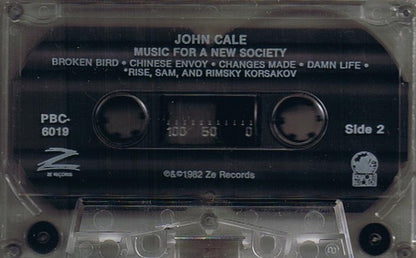 JOHN CALE
MUSIC FOR A NEW SOCIETY
BROKEN BIRD • CHINESE ENVOY • CHANGES MADE • DAMN LIFE •
*RISE, SAM, AND RIMSKY KORSAKOV
PBC-
6019
100 50 0
Side 2
Z
ZE RECORDS
℗&©1982 Ze Records